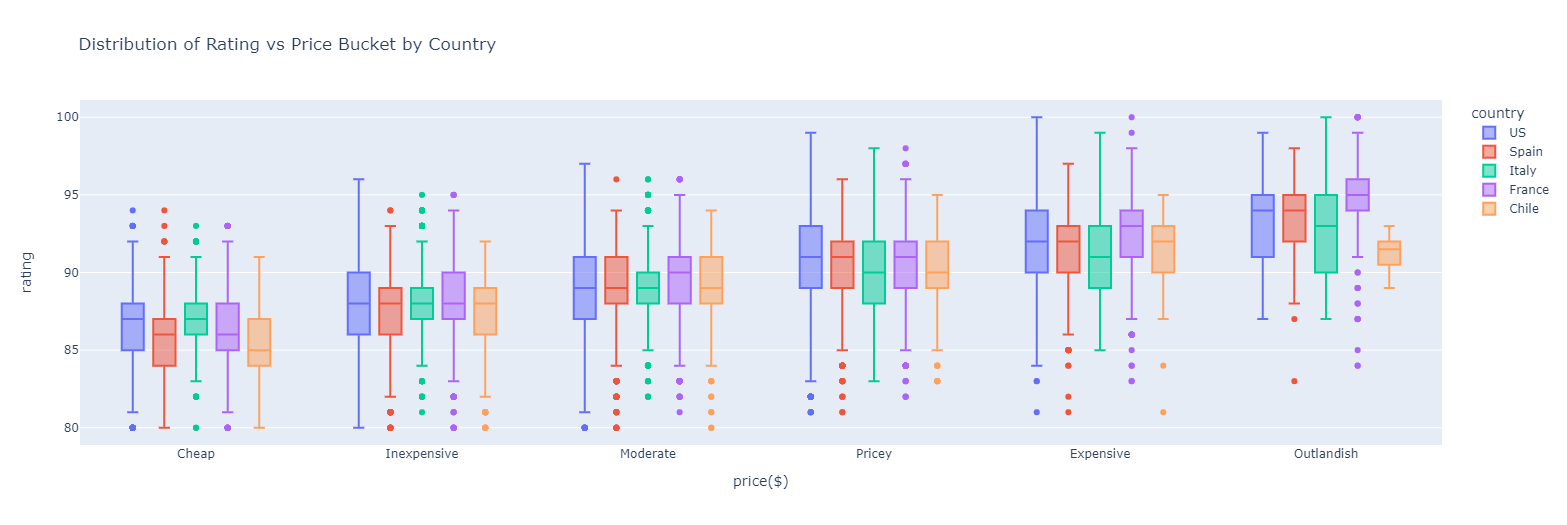 Distribution of Rating vs Price Bucket by Country
country
US
Spain
Italy
France
Chile
rating
100
95
90
85
80
Cheap Inexpensive Moderate Pricey Expensive Outlandish
price($)